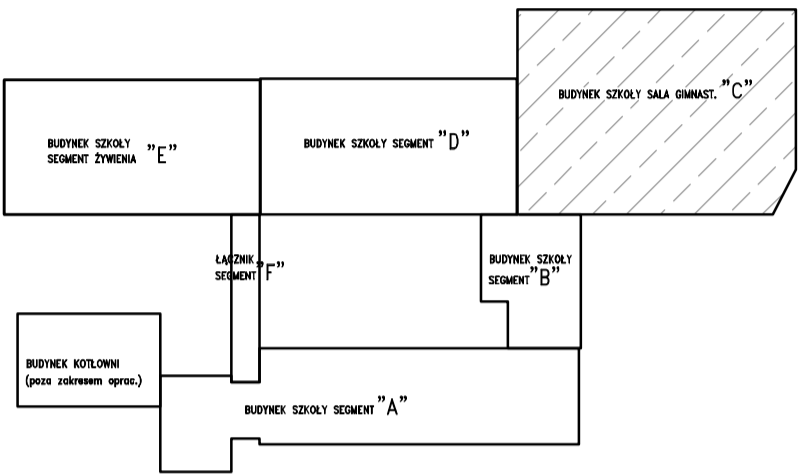 BUDYNEK SZKOŁY SALA GIMNAST. "C"
BUDYNEK SZKOŁY SEGMENT "D"
BUDYNEK SZKOŁY
SEGMENT ŻYWIENIA "E"
ŁĄCZNIK
SEGMENT "F"
BUDYNEK SZKOŁY
SEGMENT "B"
BUDYNEK KOTŁOWNI
(poza zakresem oprac.)
BUDYNEK SZKOŁY SEGMENT "A"